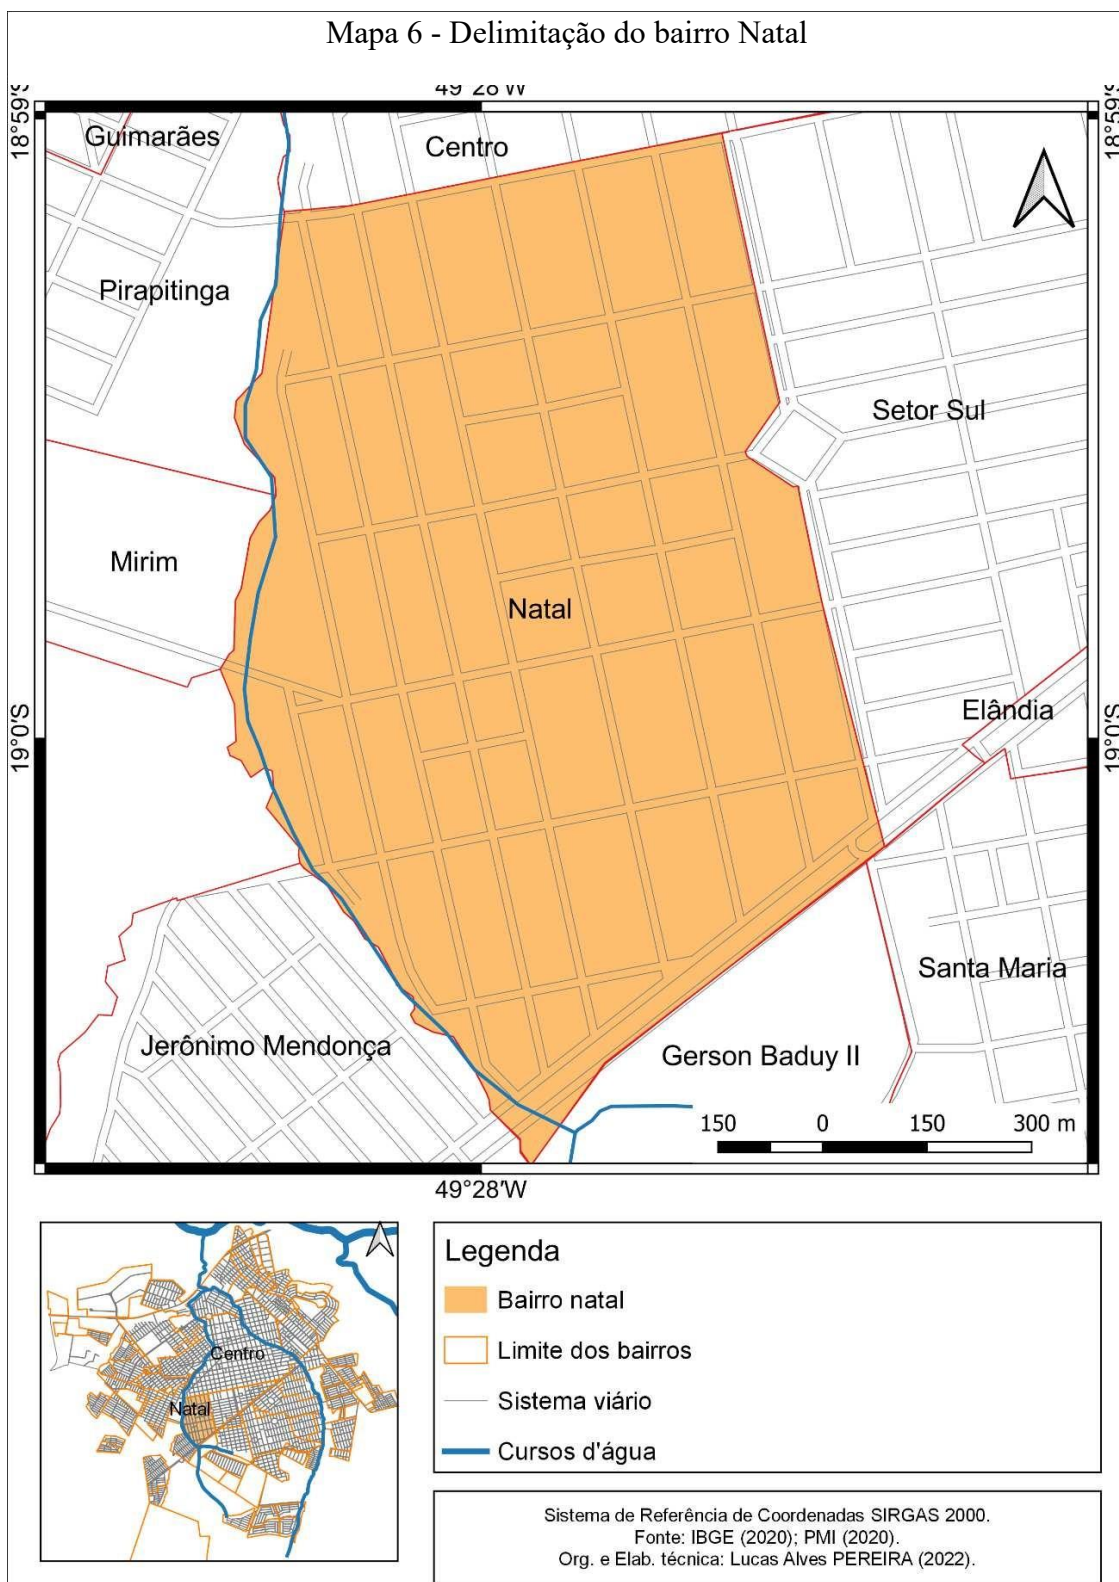 Mapa 6 - Delimitação do bairro Natal
49°28'W
18°59'S
18°59'S
Guimarães
Centro
Pirapitinga
Setor Sul
Mirim
Natal
Elândia
19°0'S
19°0'S
Santa Maria
Jerônimo Mendonça
Gerson Baduy II
150 0 150 300 m
49°28'W
Centro
Natal
Legenda
Bairro natal
Limite dos bairros
Sistema viário
Cursos d'água
Sistema de Referência de Coordenadas SIRGAS 2000.
Fonte: IBGE (2020); PMI (2020).
Org. e Elab. técnica: Lucas Alves PEREIRA (2022).